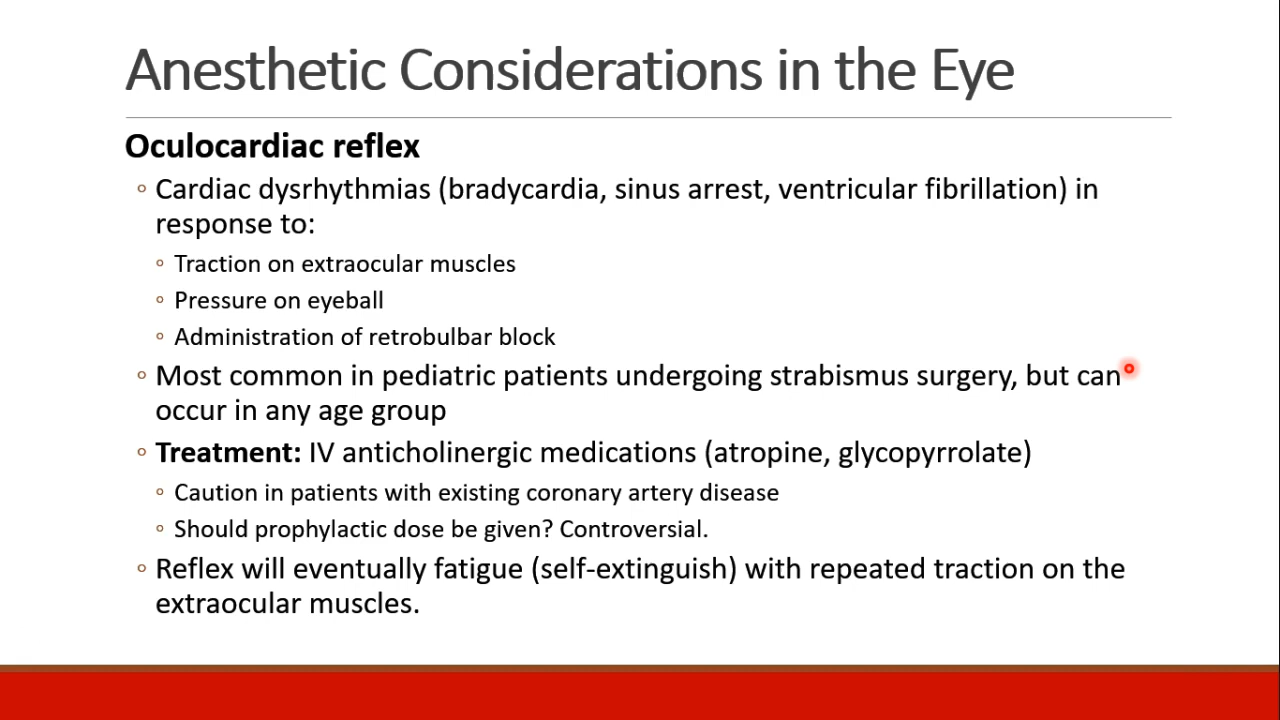 Anesthetic Considerations in the Eye
Oculocardiac reflex
◦ Cardiac dysrhythmias (bradycardia, sinus arrest, ventricular fibrillation) in
response to:
◦ Traction on extraocular muscles
◦ Pressure on eyeball
◦ Administration of retrobulbar block
◦ Most common in pediatric patients undergoing strabismus surgery, but can
occur in any age group
◦ Treatment: IV anticholinergic medications (atropine, glycopyrrolate)
◦ Caution in patients with existing coronary artery disease
◦ Should prophylactic dose be given? Controversial.
◦ Reflex will eventually fatigue (self-extinguish) with repeated traction on the
extraocular muscles.